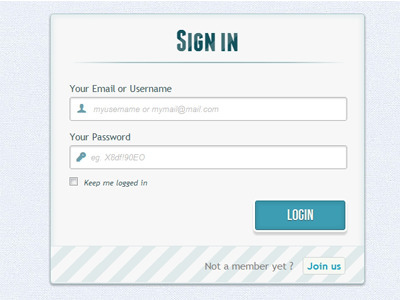 Sign in
Your Email or Username
myusername or mymail@mail.com
Your Password
eg. X8df!90EO
Keep me logged in
LOGIN
Not a member yet ? Join us